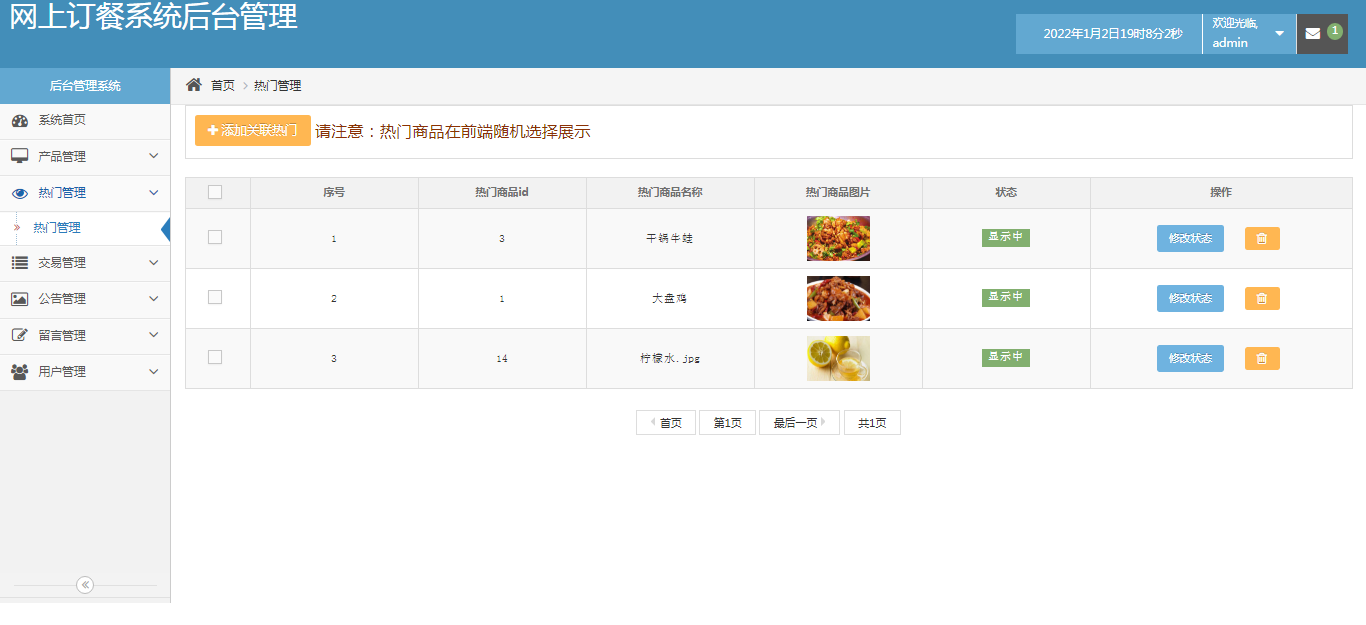 网上订餐系统后台管理
2022年1月2日19时8分2秒
欢迎光临,
admin
1
后台管理系统
首页
热门管理
系统首页
产品管理
热门管理
热门管理
交易管理
公告管理
留言管理
用户管理
添加关联热门 请注意：热门商品在前端随机选择展示
序号 热门商品id 热门商品名称 热门商品图片 状态 操作
1 3 干锅牛蛙 显示中 修改状态
2 1 大盘鸡 显示中 修改状态
3 14 柠檬水.jpg 显示中 修改状态
首页 第1页 最后一页 共1页